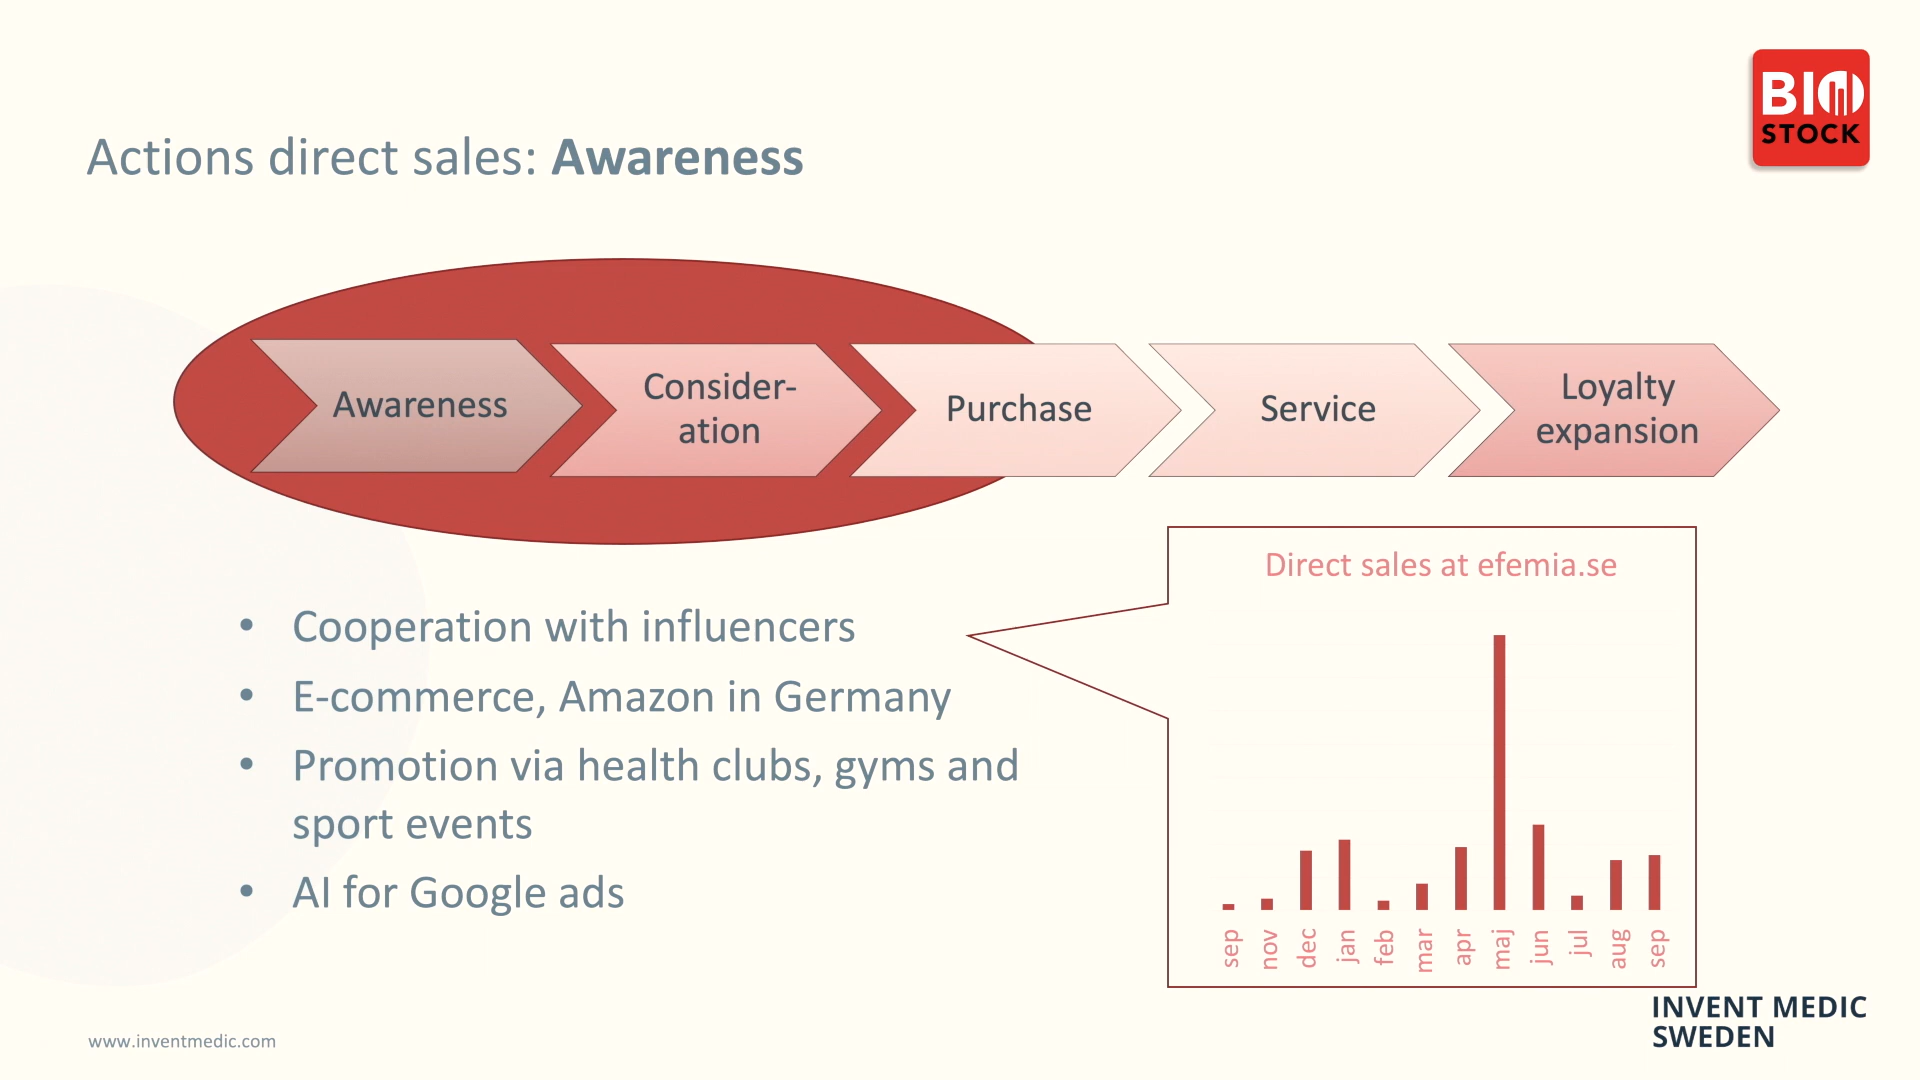 BIO
STOCK
Actions direct sales: Awareness
Awareness
Consider-
ation
Purchase
Service
Loyalty
expansion
• Cooperation with influencers
• E-commerce, Amazon in Germany
• Promotion via health clubs, gyms and
sport events
• AI for Google ads
Direct sales at efemia.se
sep
nov
dec
jan
feb
mar
apr
maj
jun
jul
aug
sep
www.inventmedic.com
INVENT MEDIC
SWEDEN